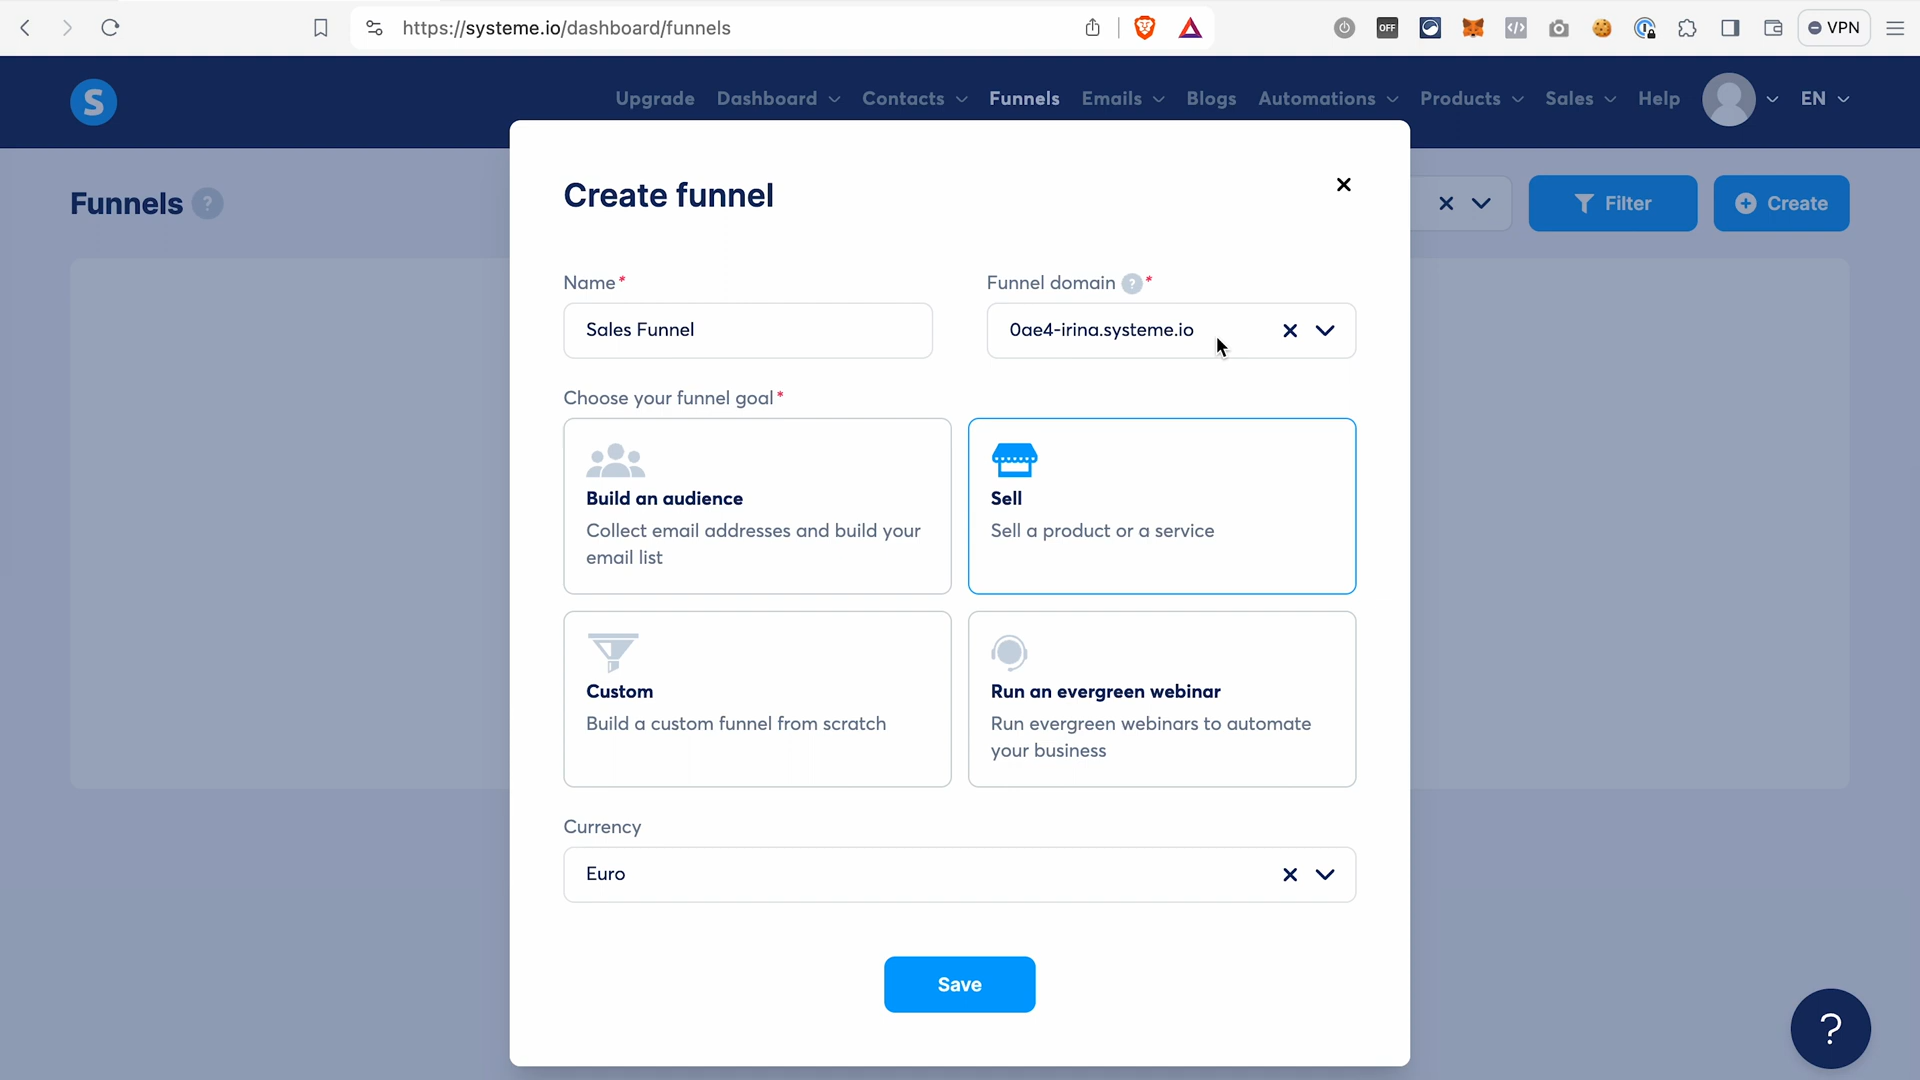 https://systeme.io/dashboard/funnels
OFF
VPN
S
Upgrade Dashboard Contacts Funnels Emails Blogs Automations Products Sales Help EN
Funnels ?
Filter
Create
Create funnel
Name*
Funnel domain ? *
Sales Funnel
0ae4-irina.systeme.io
Choose your funnel goal*
Build an audience
Collect email addresses and build your
email list
Sell
Sell a product or a service
Custom
Build a custom funnel from scratch
Run an evergreen webinar
Run evergreen webinars to automate
your business
Currency
Euro
Save
?